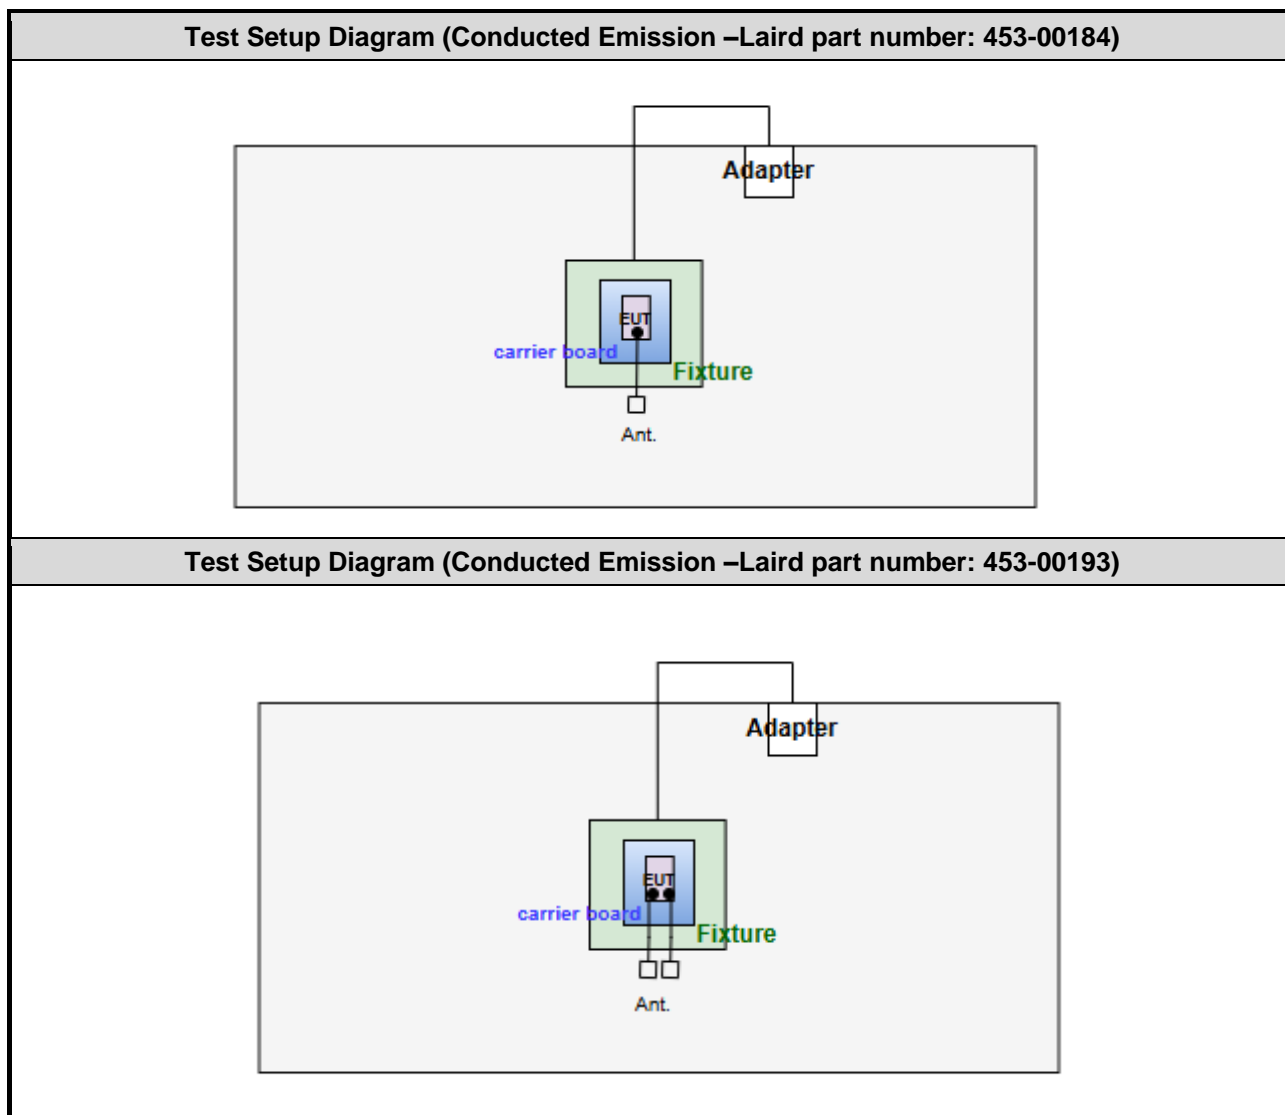 Test Setup Diagram (Conducted Emission –Laird part number: 453-00184)
Adapter
EUT
carrier board
Fixture
Ant.
Test Setup Diagram (Conducted Emission –Laird part number: 453-00193)
Adapter
EUT
carrier board
Fixture
Ant.